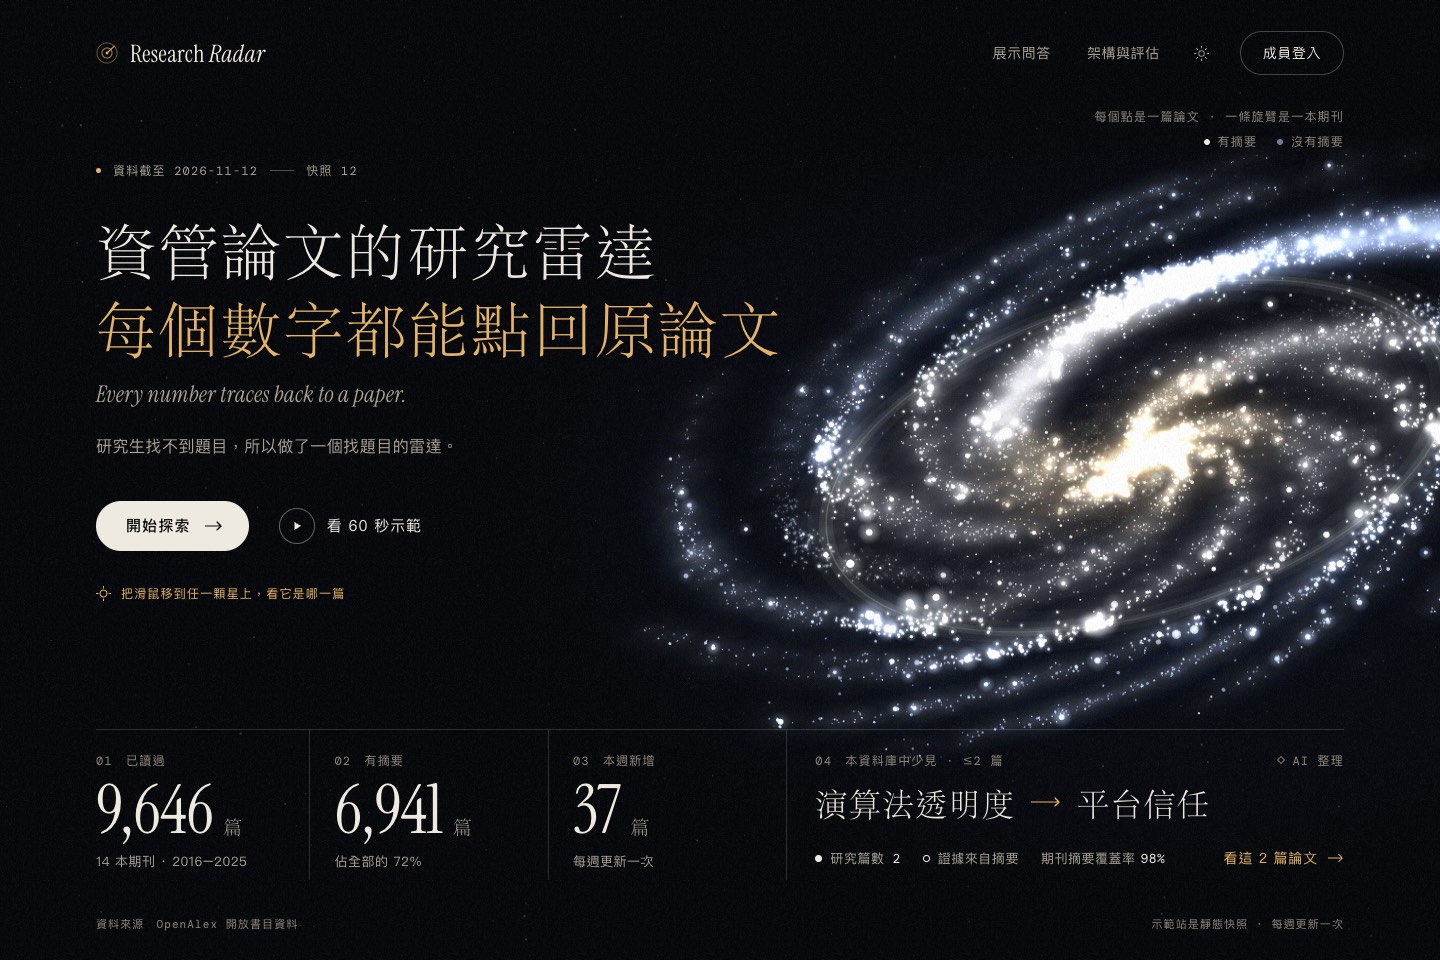 Research Radar
展示問答
架構與評估
成員登入
每個點是一篇論文 · 一條旋臂是一本期刊
有摘要 沒有摘要
資料截至 2026-11-12 — 快照 12
資管論文的研究雷達
每個數字都能點回原論文
Every number traces back to a paper.
研究生找不到題目，所以做了一個找題目的雷達。
開始探索 →
看 60 秒示範
把滑鼠移到任一顆星上，看它是哪一篇
01 已讀過
9,646 篇
14 本期刊 · 2016—2025
02 有摘要
6,941 篇
佔全部的 72%
03 本週新增
37 篇
每週更新一次
04 本資料庫中少見 · ≤2 篇
◇ AI 整理
演算法透明度 → 平台信任
研究篇數 2 證據來自摘要 期刊摘要覆蓋率 98%
看這 2 篇論文 →
資料來源 OpenAlex 開放書目資料
示範站是靜態快照 · 每週更新一次